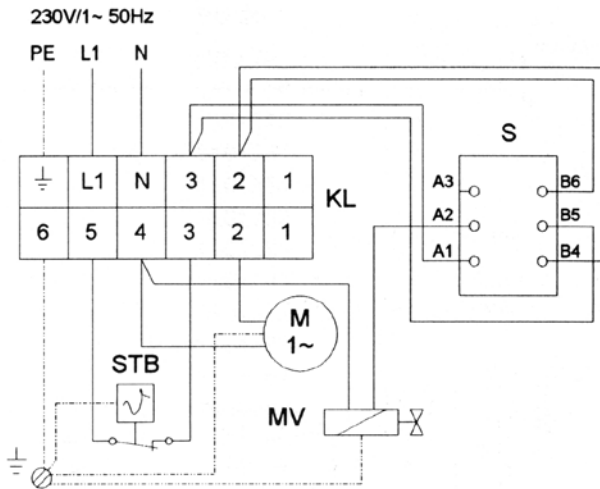 230V/1~ 50Hz
PE L1 N
S
⏚ L1 N 3 2 1
KL
6 5 4 3 2 1
A3 B6
A2 B5
A1 B4
M
1~
STB
MV